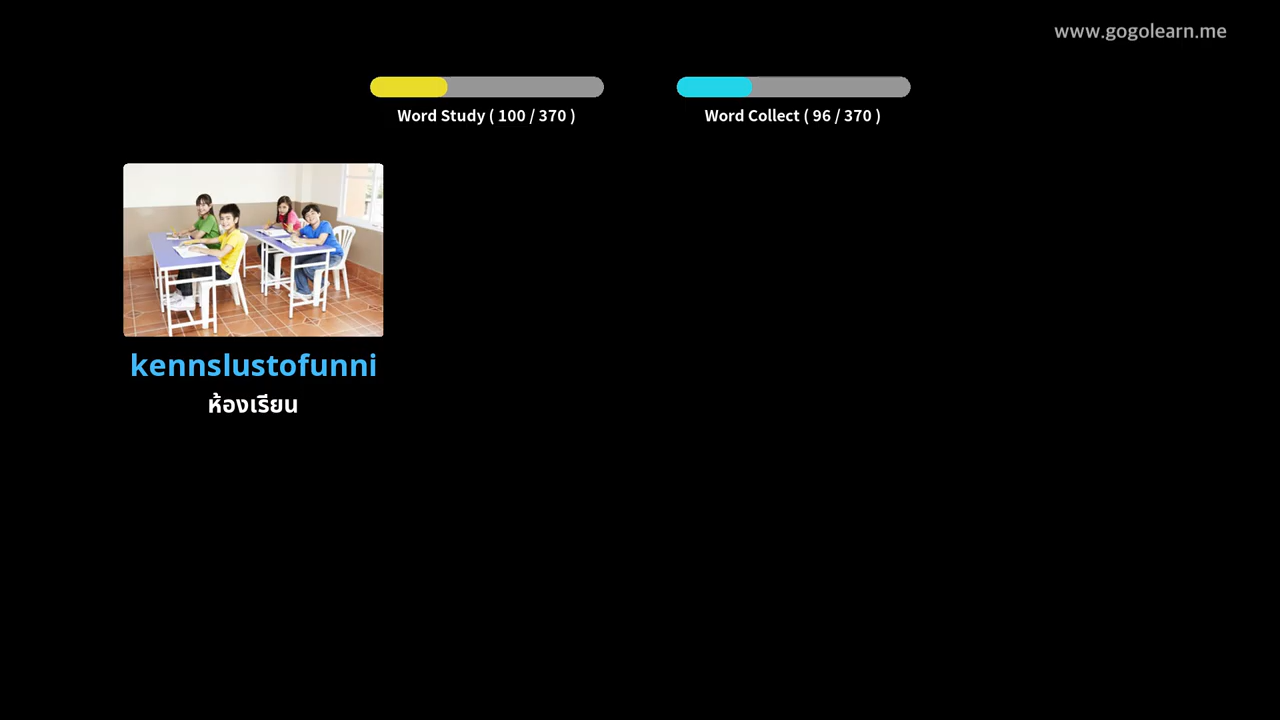 www.gogolearn.me
Word Study ( 100 / 370 )
Word Collect ( 96 / 370 )
kennslustofunni
ห้องเรียน